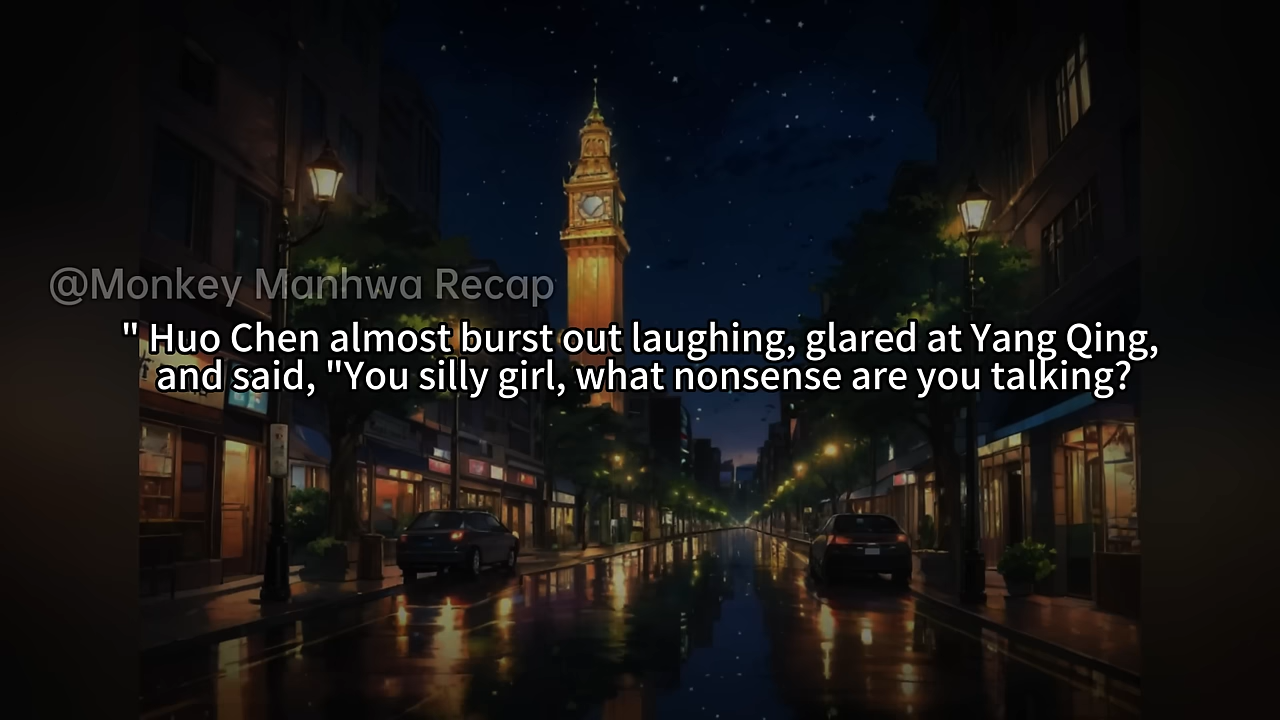 @Monkey Manhwa Recap
" Huo Chen almost burst out laughing, glared at Yang Qing,
and said, "You silly girl, what nonsense are you talking?